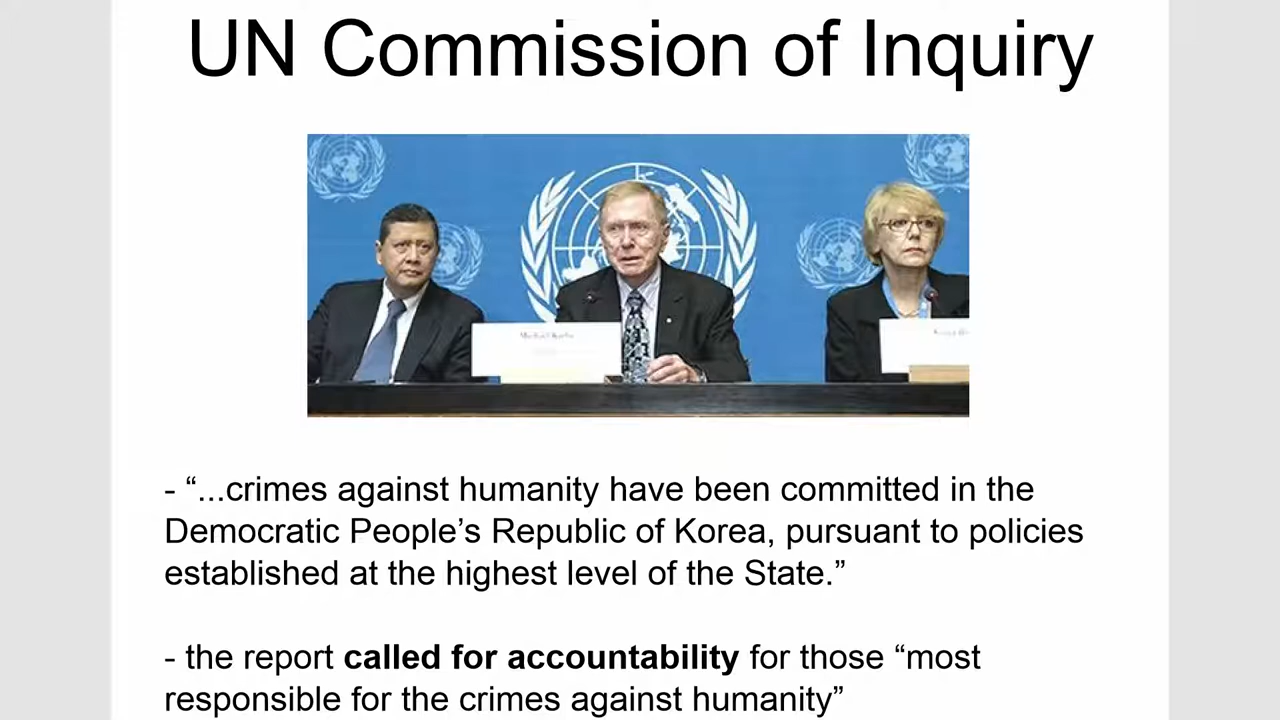 UN Commission of Inquiry
- “...crimes against humanity have been committed in the
Democratic People’s Republic of Korea, pursuant to policies
established at the highest level of the State.”
- the report called for accountability for those “most
responsible for the crimes against humanity”